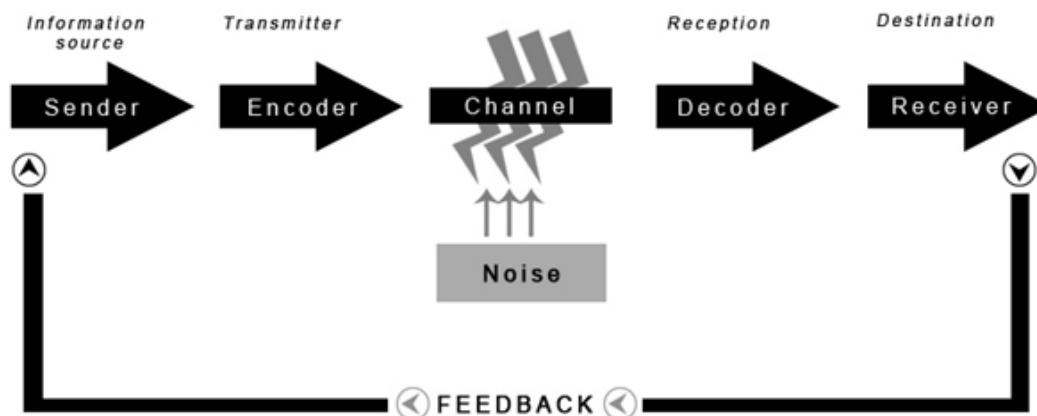 Information
source
Transmitter
Reception
Destination
Sender
Encoder
Channel
Decoder
Receiver
Noise
FEEDBACK